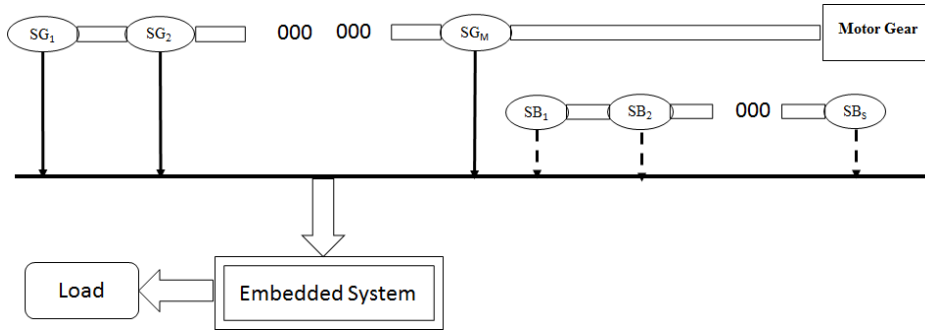 SG₁ SG₂ 000 000 SGM Motor Gear
SB₁ SB₂ 000 SBS
Load Embedded System